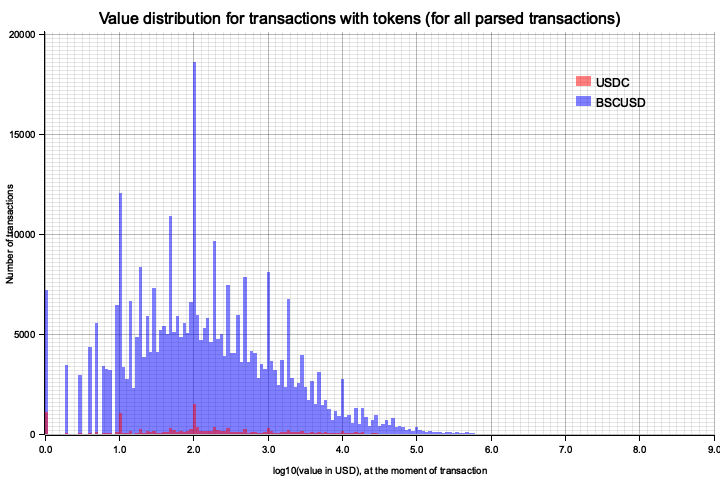 Value distribution for transactions with tokens (for all parsed transactions)
20000
15000
10000
5000
0
Number of transactions
USDC
BSCUSD
0.0 1.0 2.0 3.0 4.0 5.0 6.0 7.0 8.0 9.0
log10(value in USD), at the moment of transaction